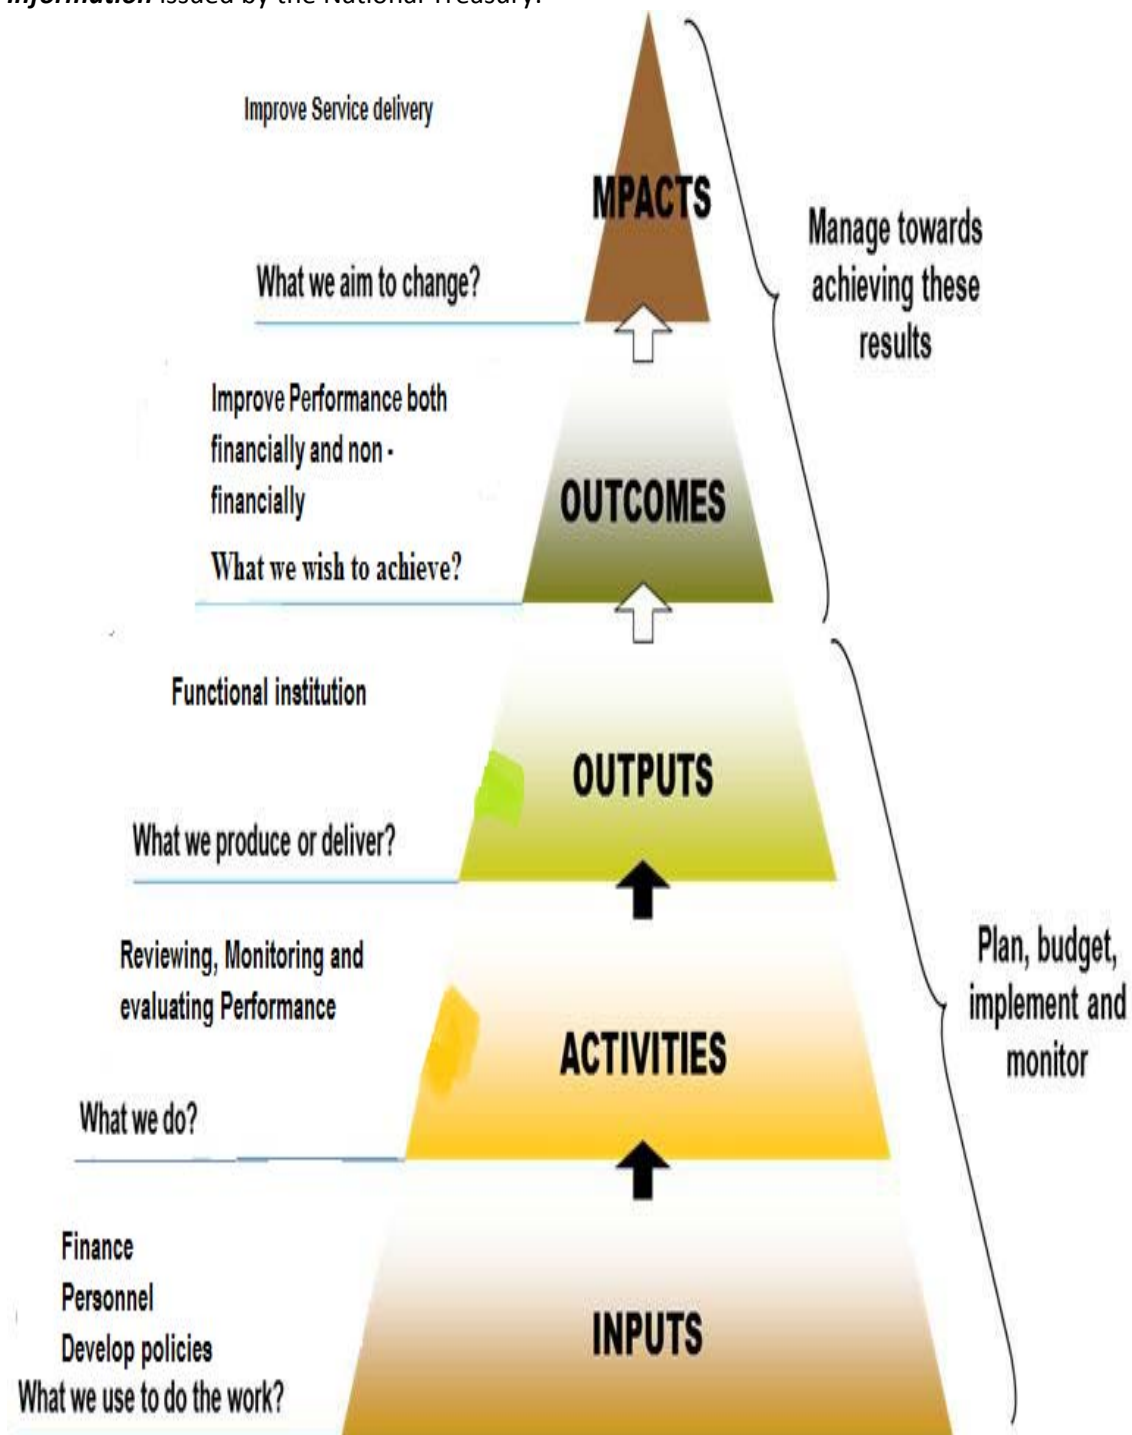 information issued by the National Treasury.
Improve Service delivery
MPACTS
What we aim to change?
Manage towards
achieving these
results
Improve Performance both
financially and non -
financially
OUTCOMES
What we wish to achieve?
Functional institution
OUTPUTS
What we produce or deliver?
Reviewing, Monitoring and
evaluating Performance
ACTIVITIES
What we do?
Plan, budget,
implement and
monitor
Finance
Personnel
Develop policies
INPUTS
What we use to do the work?